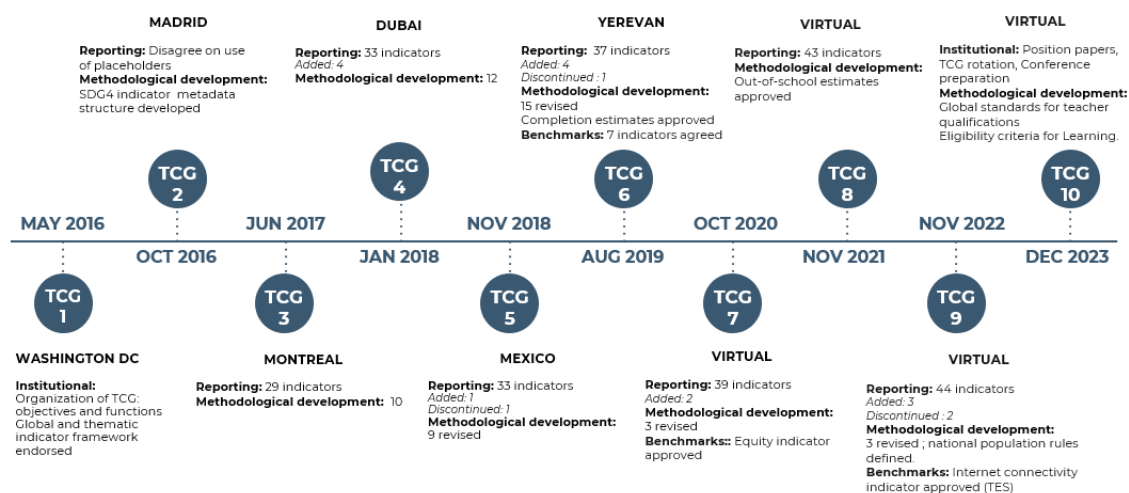 MADRID
Reporting: Disagree on use
of placeholders
Methodological development:
SDG4 indicator metadata
structure developed
DUBAI
Reporting: 33 indicators
Added: 4
Methodological development: 12
YEREVAN
Reporting: 37 indicators
Added: 4
Discontinued : 1
Methodological development:
15 revised
Completion estimates approved
Benchmarks: 7 indicators agreed
VIRTUAL
Reporting: 43 indicators
Methodological development:
Out-of-school estimates
approved
VIRTUAL
Institutional: Position papers,
TCG rotation, Conference
preparation
Methodological development:
Global standards for teacher
qualifications
Eligibility criteria for Learning.
TCG
2
TCG
4
TCG
6
TCG
8
TCG
10
MAY 2016
JUN 2017
NOV 2018
OCT 2020
NOV 2022
OCT 2016
JAN 2018
AUG 2019
NOV 2021
DEC 2023
TCG
1
TCG
3
TCG
5
TCG
7
TCG
9
WASHINGTON DC
Institutional:
Organization of TCG:
objectives and functions
Global and thematic
indicator framework
endorsed
MONTREAL
Reporting: 29 indicators
Methodological development: 10
MEXICO
Reporting: 33 indicators
Added: 1
Discontinued: 1
Methodological development:
9 revised
VIRTUAL
Reporting: 39 indicators
Added: 2
Methodological development:
3 revised
Benchmarks:: Equity indicator
approved
VIRTUAL
Reporting: 44 indicators
Added: 3
Discontinued : 2
Methodological development:
3 revised ; national population rules
defined.
Benchmarks: Internet connectivity
indicator approved (TES)